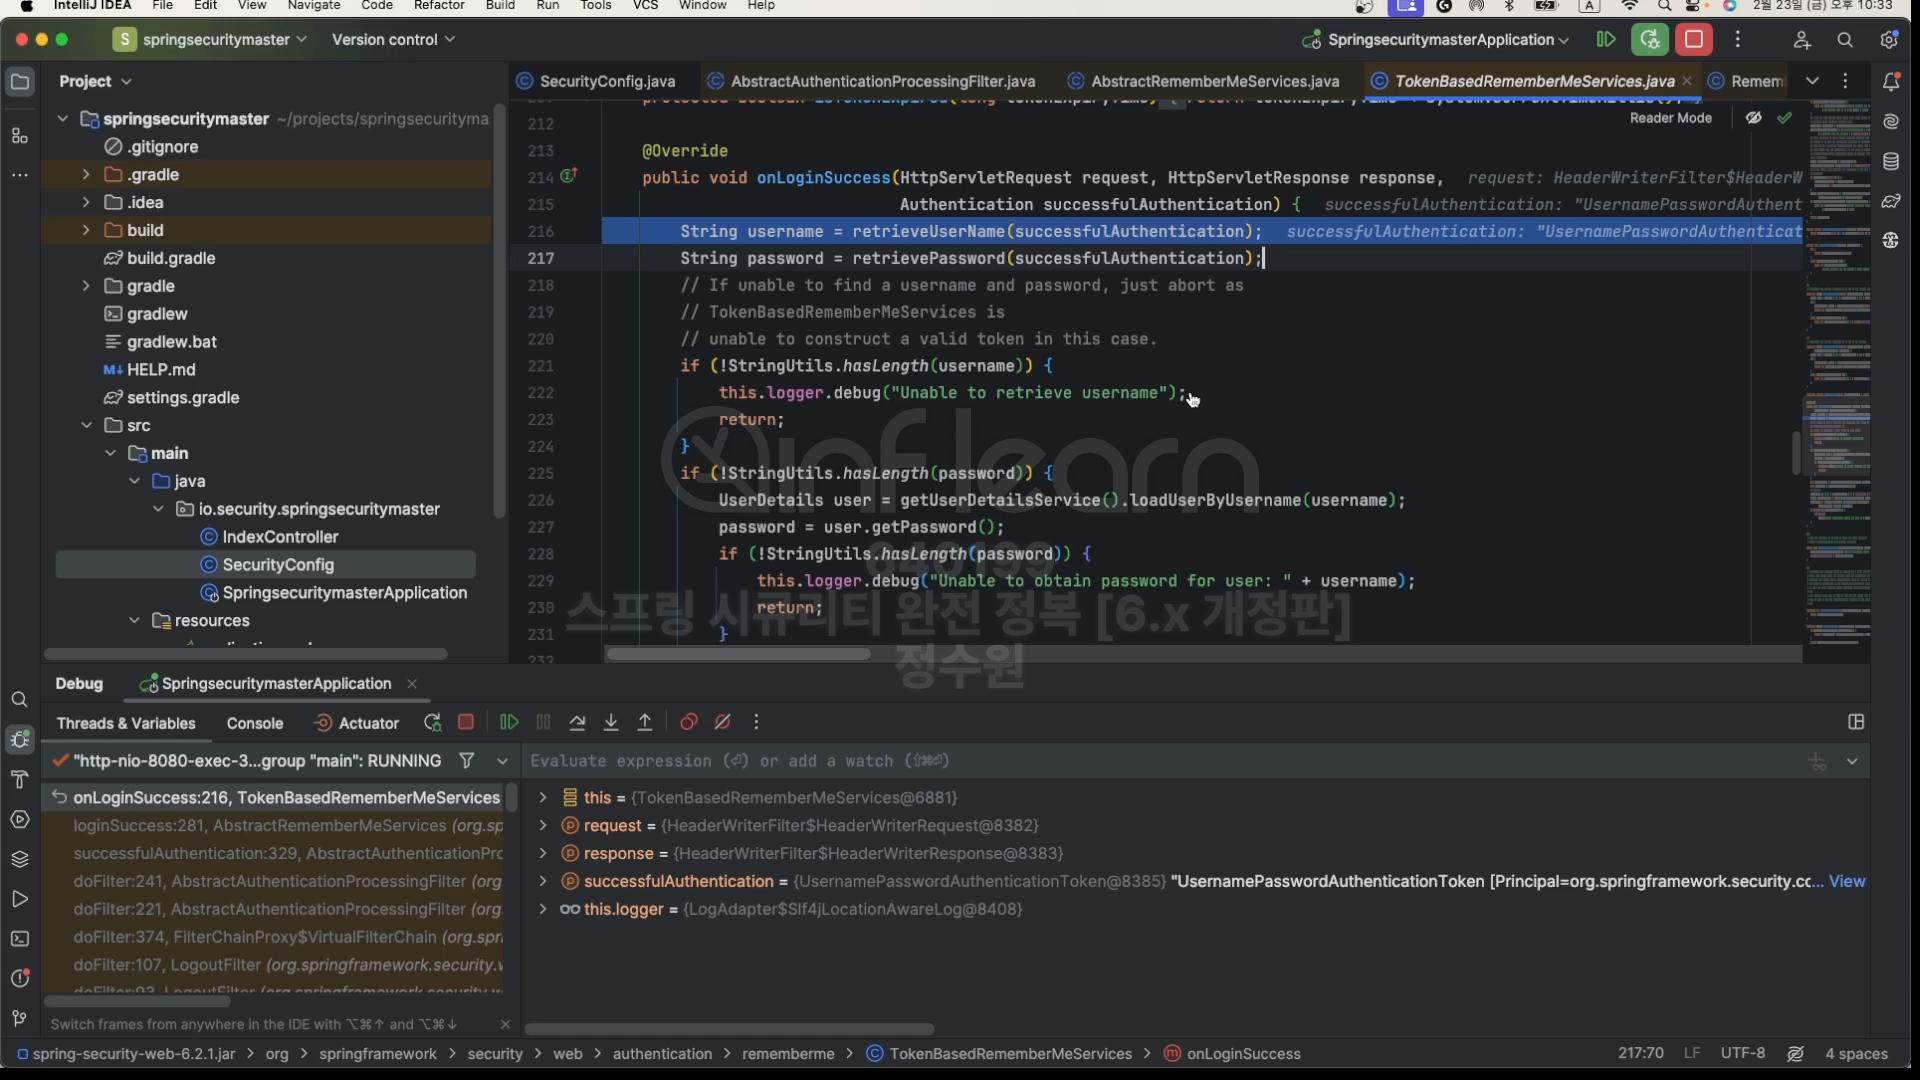 IntelliJ IDEA File Edit View Navigate Code Refactor Build Run Tools VCS Window Help
A 2월 23일 (금) 오후 10:33
S springsecuritymaster Version control SpringsecuritymasterApplication
Project
SecurityConfig.java AbstractAuthenticationProcessingFilter.java AbstractRememberMeServices.java TokenBasedRememberMeServices.java Remem
Reader Mode
springsecuritymaster ~/projects/springsecurityma
.gitignore
.gradle
.idea
build
build.gradle
gradle
gradlew
gradlew.bat
M↓ HELP.md
settings.gradle
src
main
java
io.security.springsecuritymaster
IndexController
SecurityConfig
SpringsecuritymasterApplication
resources
212
213 @Override
214 public void onLoginSuccess(HttpServletRequest request, HttpServletResponse response, request: HeaderWriterFilter$HeaderW
215 Authentication successfulAuthentication) { successfulAuthentication: "UsernamePasswordAuthent
216 String username = retrieveUserName(successfulAuthentication); successfulAuthentication: "UsernamePasswordAuthenticat
217 String password = retrievePassword(successfulAuthentication);
218 // If unable to find a username and password, just abort as
219 // TokenBasedRememberMeServices is
220 // unable to construct a valid token in this case.
221 if (!StringUtils.hasLength(username)) {
222 this.logger.debug("Unable to retrieve username");
223 return;
224 }
225 if (!StringUtils.hasLength(password)) {
226 UserDetails user = getUserDetailsService().loadUserByUsername(username);
227 password = user.getPassword();
228 if (!StringUtils.hasLength(password)) {
229 this.logger.debug("Unable to obtain password for user: " + username);
230 return;
231 }
232
inflearn
640199
스프링 시큐리티 완전 정복 [6.x 개정판]
정수원
Debug SpringsecuritymasterApplication
Threads & Variables Console Actuator
"http-nio-8080-exec-3...group "main": RUNNING
Evaluate expression (⏎) or add a watch (⇧⌘⏎)
onLoginSuccess:216, TokenBasedRememberMeServices
loginSuccess:281, AbstractRememberMeServices (org.sp
successfulAuthentication:329, AbstractAuthenticationPrc
doFilter:241, AbstractAuthenticationProcessingFilter (org
doFilter:221, AbstractAuthenticationProcessingFilter (org
doFilter:374, FilterChainProxy$VirtualFilterChain (org.spri
doFilter:107, LogoutFilter (org.springframework.security.v
doFilter:93, LogoutFilter (org.springframework.security.w
this = {TokenBasedRememberMeServices@6881}
request = {HeaderWriterFilter$HeaderWriterRequest@8382}
response = {HeaderWriterFilter$HeaderWriterResponse@8383}
successfulAuthentication = {UsernamePasswordAuthenticationToken@8385} "UsernamePasswordAuthenticationToken [Principal=org.springframework.security.cc... View
this.logger = {LogAdapter$Slf4jLocationAwareLog@8408}
Switch frames from anywhere in the IDE with ⌥⌘↑ and ⌥⌘↓
spring-security-web-6.2.1.jar > org > springframework > security > web > authentication > rememberme > TokenBasedRememberMeServices > onLoginSuccess
217:70 LF UTF-8 4 spaces